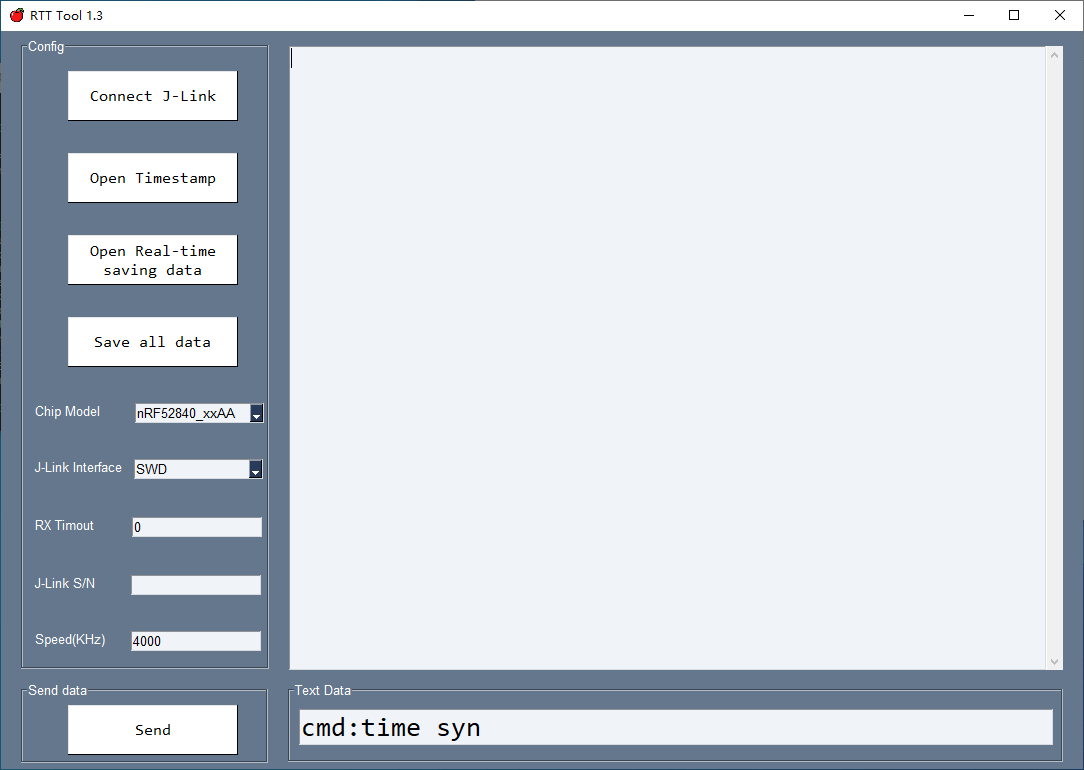 RTT Tool 1.3
Config
Connect J-Link
Open Timestamp
Open Real-time
saving data
Save all data
Chip Model nRF52840_xxAA
J-Link Interface SWD
RX Timout 0
J-Link S/N
Speed(KHz) 4000
Send data
Send
Text Data
cmd:time syn